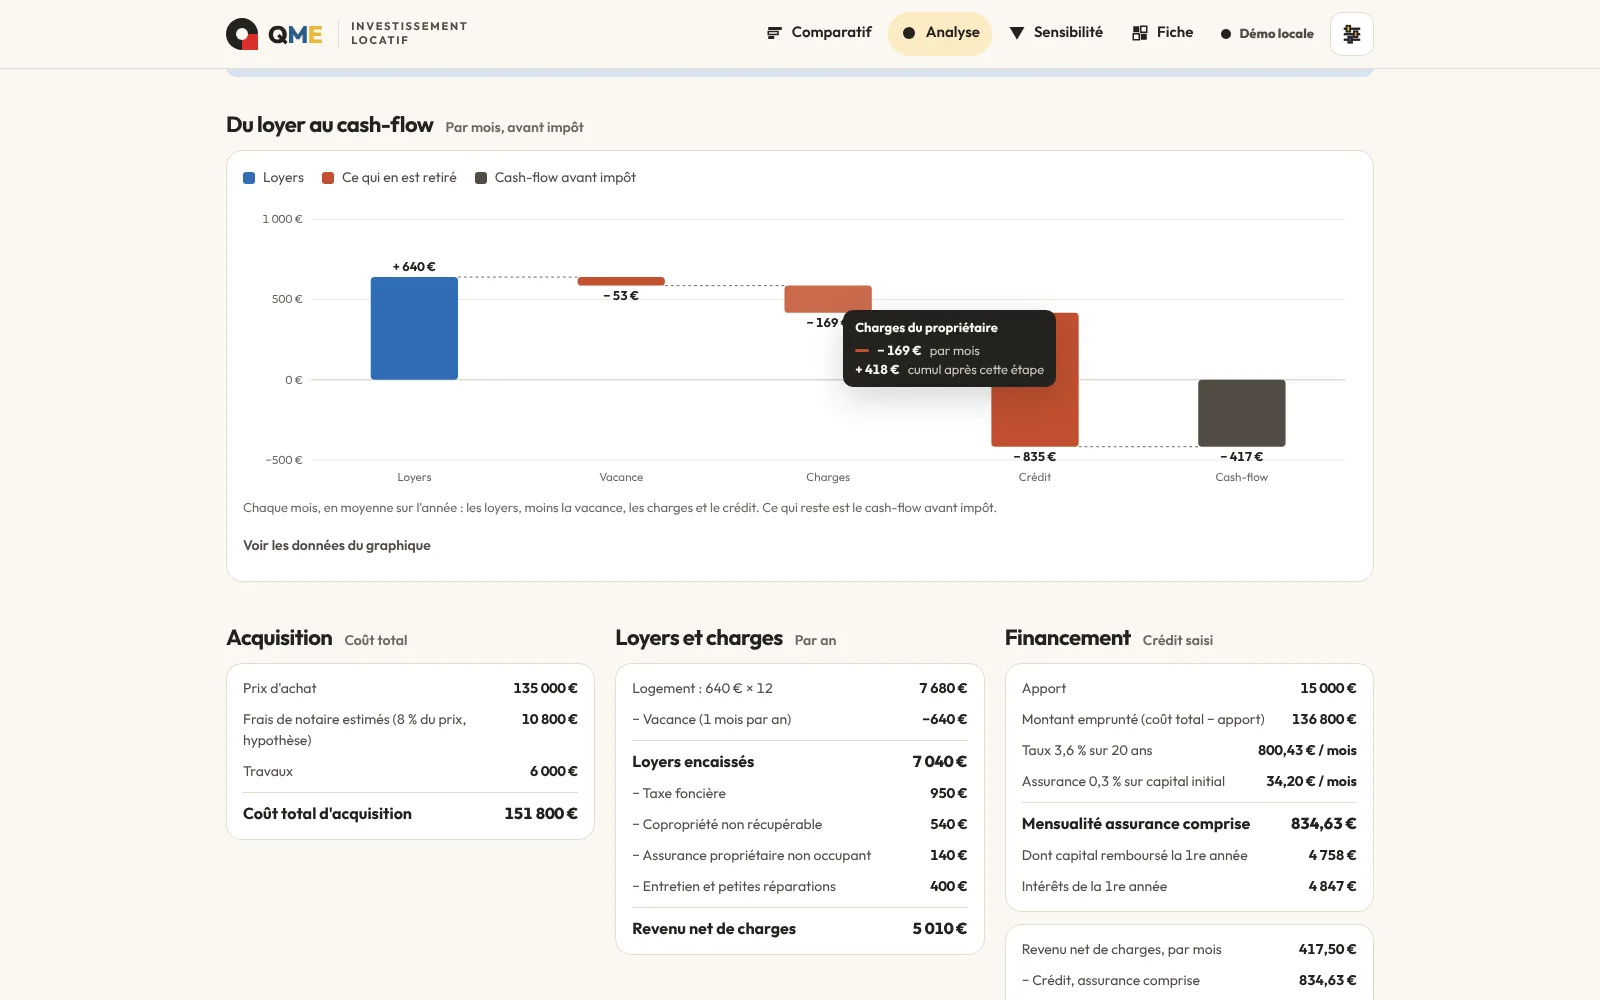 QME
INVESTISSEMENT
LOCATIF
Comparatif
Analyse
Sensibilité
Fiche
Démo locale
Du loyer au cash-flow
Par mois, avant impôt
Loyers
Ce qui en est retiré
Cash-flow avant impôt
1 000 €
500 €
0 €
−500 €
+ 640 €
− 53 €
− 169
− 835 €
− 417 €
Charges du propriétaire
− 169 € par mois
+ 418 € cumul après cette étape
Loyers
Vacance
Charges
Crédit
Cash-flow
Chaque mois, en moyenne sur l'année : les loyers, moins la vacance, les charges et le crédit. Ce qui reste est le cash-flow avant impôt.
Voir les données du graphique
Acquisition Coût total
Prix d'achat 135 000 €
Frais de notaire estimés (8 % du prix, 10 800 €
hypothèse)
Travaux 6 000 €
Coût total d'acquisition 151 800 €
Loyers et charges Par an
Logement : 640 € × 12 7 680 €
− Vacance (1 mois par an) −640 €
Loyers encaissés 7 040 €
− Taxe foncière 950 €
− Copropriété non récupérable 540 €
− Assurance propriétaire non occupant 140 €
− Entretien et petites réparations 400 €
Revenu net de charges 5 010 €
Financement Crédit saisi
Apport 15 000 €
Montant emprunté (coût total − apport) 136 800 €
Taux 3,6 % sur 20 ans 800,43 € / mois
Assurance 0,3 % sur capital initial 34,20 € / mois
Mensualité assurance comprise 834,63 €
Dont capital remboursé la 1re année 4 758 €
Intérêts de la 1re année 4 847 €
Revenu net de charges, par mois 417,50 €
− Crédit, assurance comprise 834,63 €